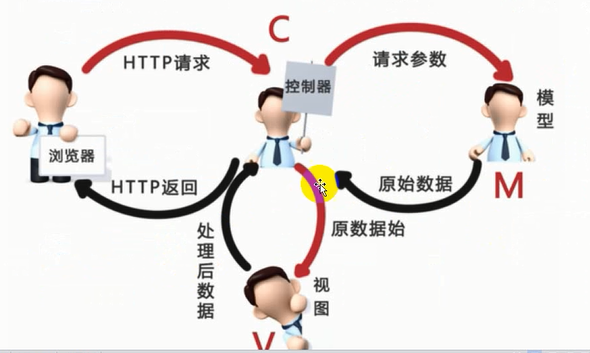 C
HTTP请求
控制器
请求参数
模型
浏览器
HTTP返回
原始数据
M
处理后数据
原数据始
视图
V